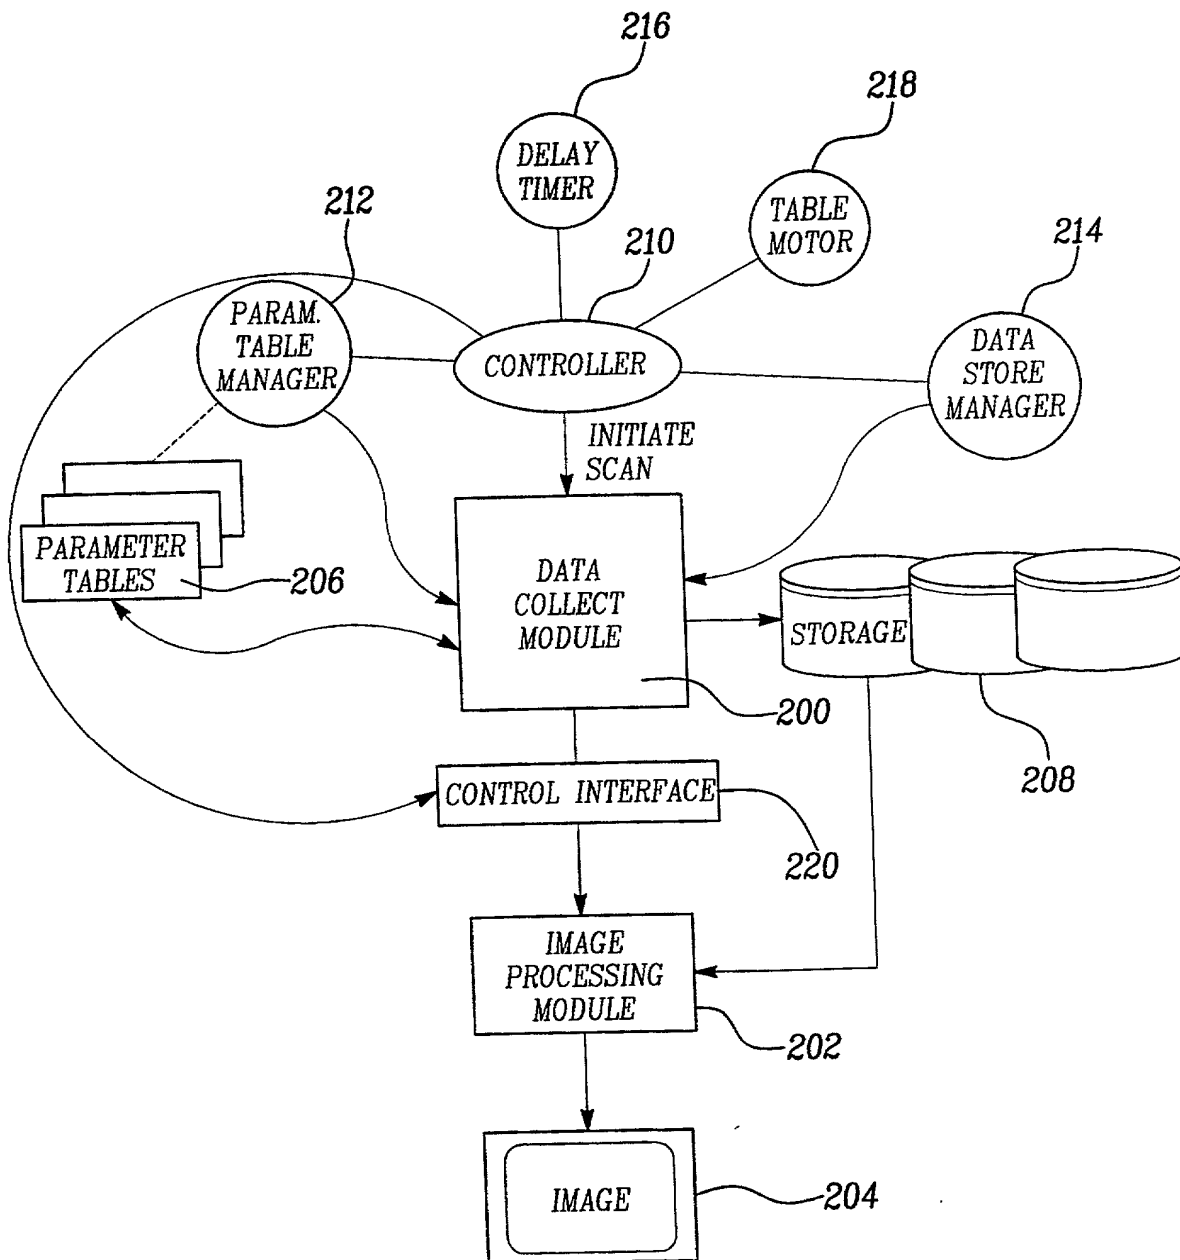 216
218
DELAY
TIMER
212
TABLE
MOTOR
210
214
PARAM.
TABLE
MANAGER
CONTROLLER
DATA
STORE
MANAGER
INITIATE
SCAN
PARAMETER
TABLES
206
DATA
COLLECT
MODULE
STORAGE
200
208
CONTROL INTERFACE
220
IMAGE
PROCESSING
MODULE
202
IMAGE
204